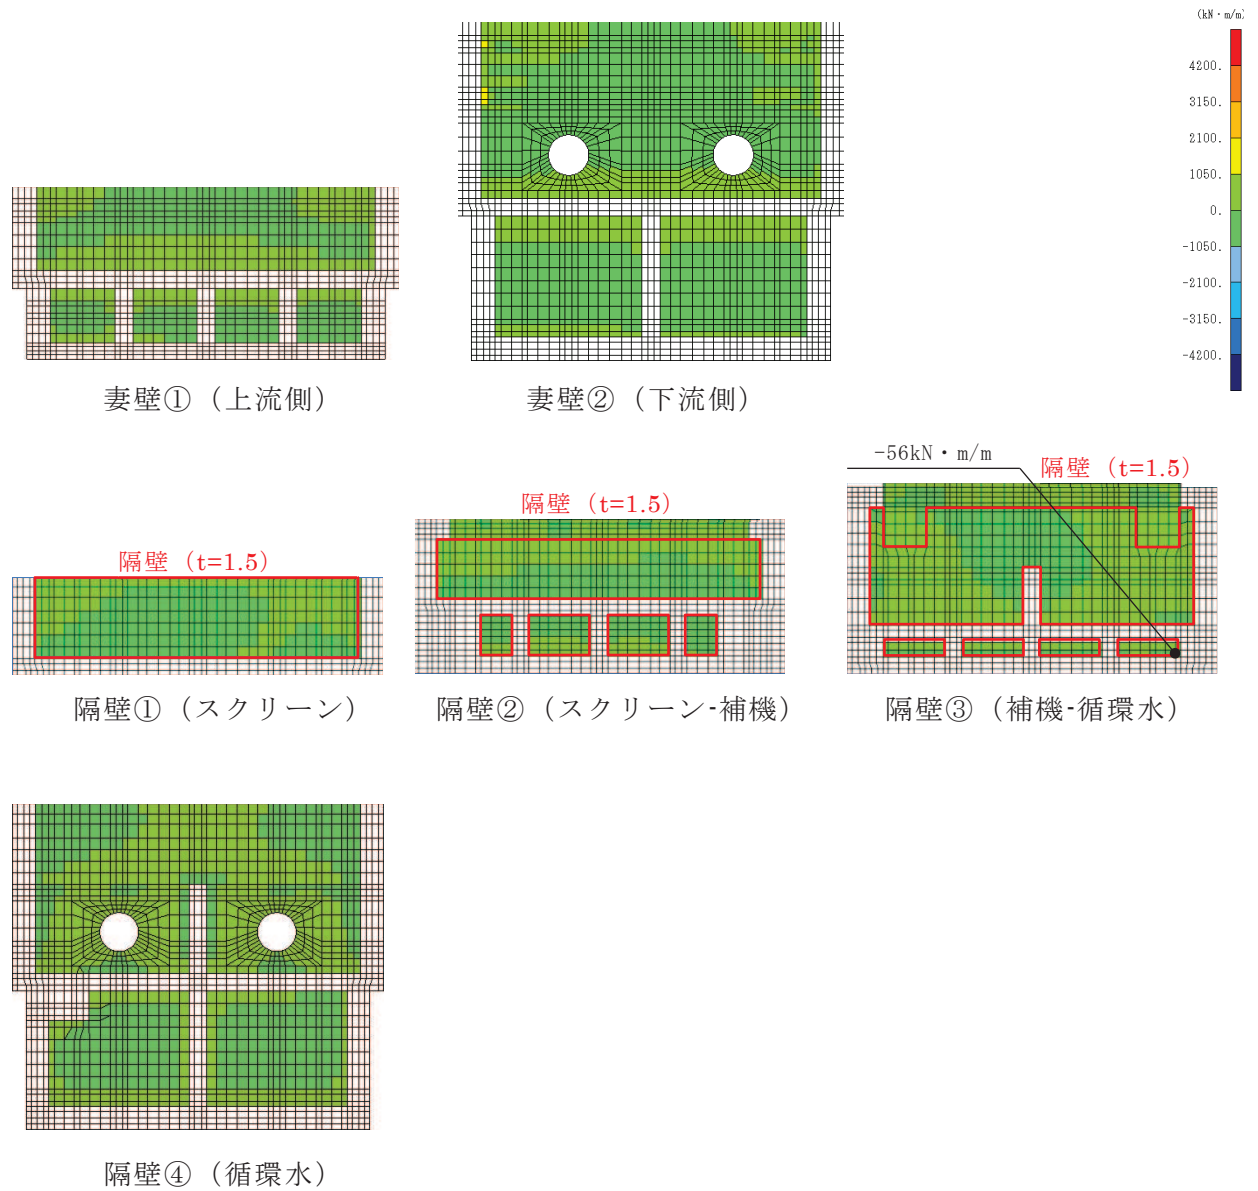 (kN・m/m)
4200.
3150.
2100.
1050.
0.
-1050.
-2100.
-3150.
-4200.
妻壁①（上流側）
妻壁②（下流側）
隔壁（t=1.5）
隔壁（t=1.5）
-56kN・m/m
隔壁（t=1.5）
隔壁①（スクリーン）
隔壁②（スクリーン-補機）
隔壁③（補機-循環水）
隔壁④（循環水）